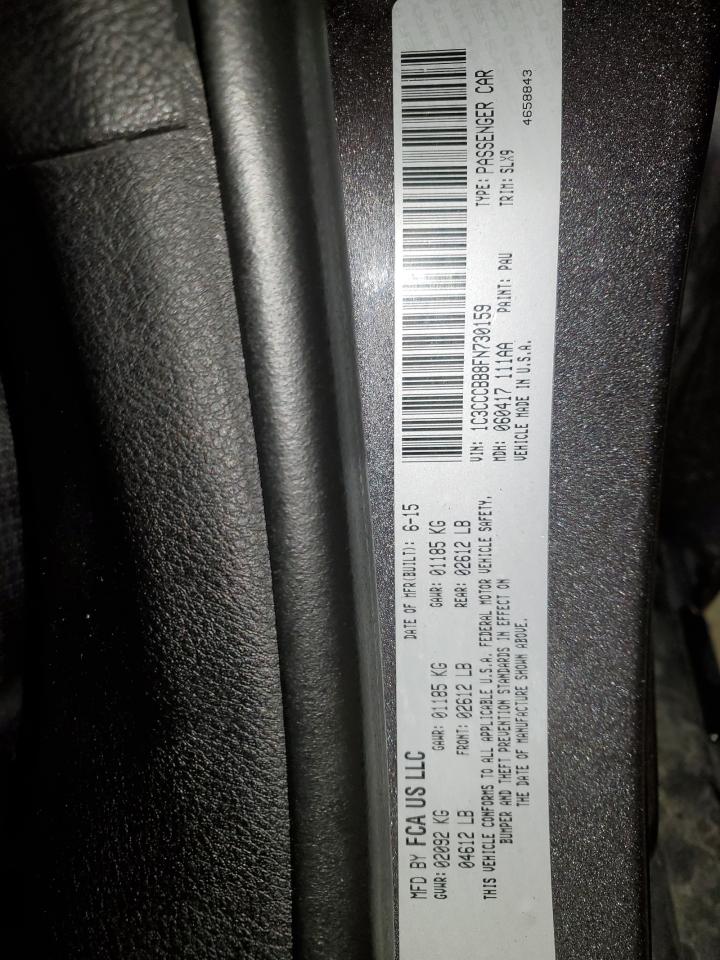 MFD BY FCA US LLC
DATE OF MFR(BUILT): 6-15
GVWR: 02092 KG GAWR: 01185 KG GAWR: 01185 KG
04612 LB FRONT: 02612 LB REAR: 02612 LB
THIS VEHICLE CONFORMS TO ALL APPLICABLE U.S.A. FEDERAL MOTOR VEHICLE SAFETY,
BUMPER AND THEFT PREVENTION STANDARDS IN EFFECT ON
THE DATE OF MANUFACTURE SHOWN ABOVE.
VIN: 1C3CCCBB8FN730159 TYPE: PASSENGER CAR
MDH: 060417 111AA PAINT: PAU TRIM: SLX9
VEHICLE MADE IN U.S.A. 4658843